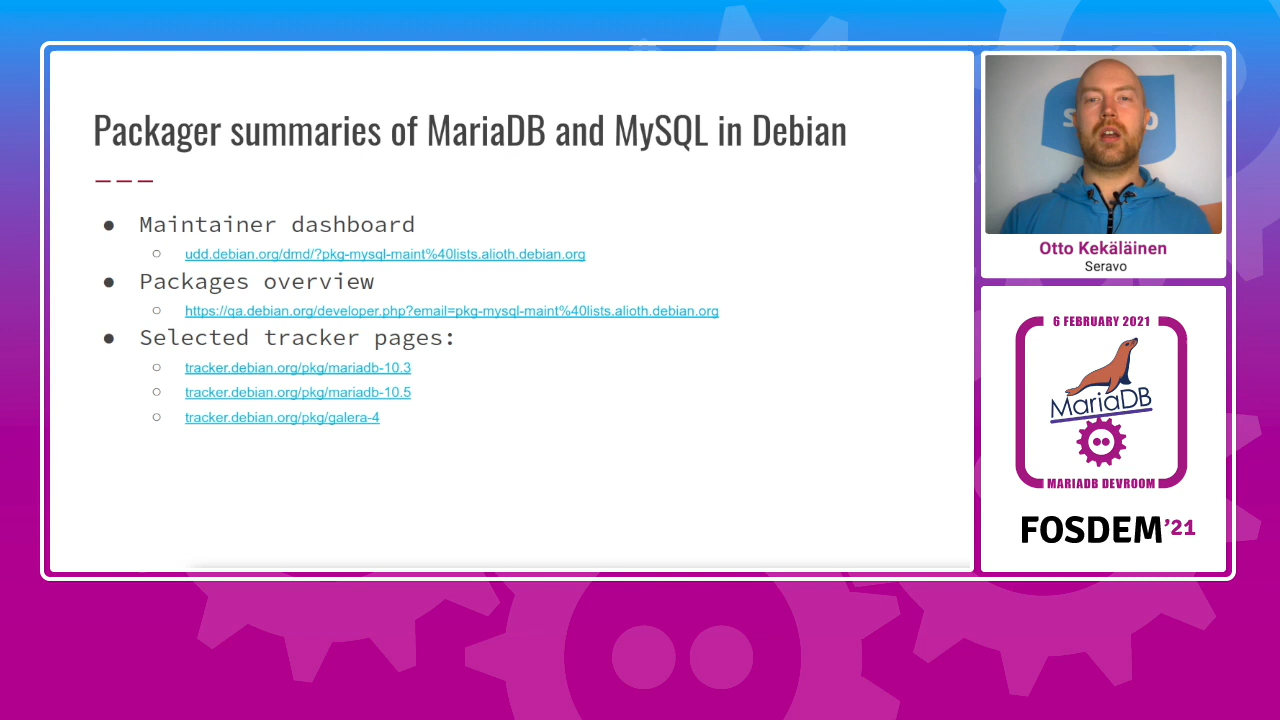 Packager summaries of MariaDB and MySQL in Debian
Maintainer dashboard
udd.debian.org/dmd/?pkg-mysql-maint%40lists.alioth.debian.org
Packages overview
https://qa.debian.org/developer.php?email=pkg-mysql-maint%40lists.alioth.debian.org
Selected tracker pages:
tracker.debian.org/pkg/mariadb-10.3
tracker.debian.org/pkg/mariadb-10.5
tracker.debian.org/pkg/galera-4
Otto Kekäläinen
Seravo
6 FEBRUARY 2021
MariaDB
MARIADB DEVROOM
FOSDEM'21